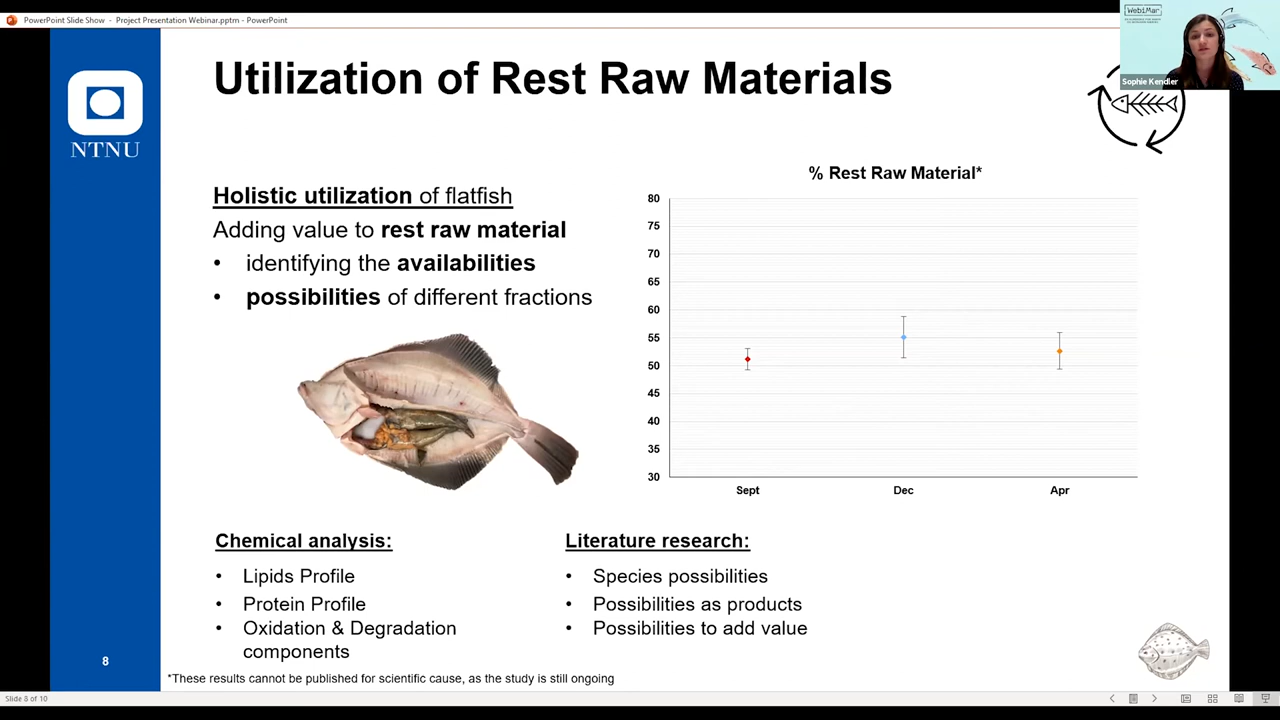 PowerPoint Slide Show - Project Presentation Webinar.pptm - PowerPoint
WebiMar
Sophie Kendler
Utilization of Rest Raw Materials
NTNU
Holistic utilization of flatfish
Adding value to rest raw material
• identifying the availabilities
• possibilities of different fractions
% Rest Raw Material*
80
75
70
65
60
55
50
45
40
35
30
Sept Dec Apr
Chemical analysis:
• Lipids Profile
• Protein Profile
• Oxidation & Degradation
components
Literature research:
• Species possibilities
• Possibilities as products
• Possibilities to add value
8
*These results cannot be published for scientific cause, as the study is still ongoing
Slide 8 of 10